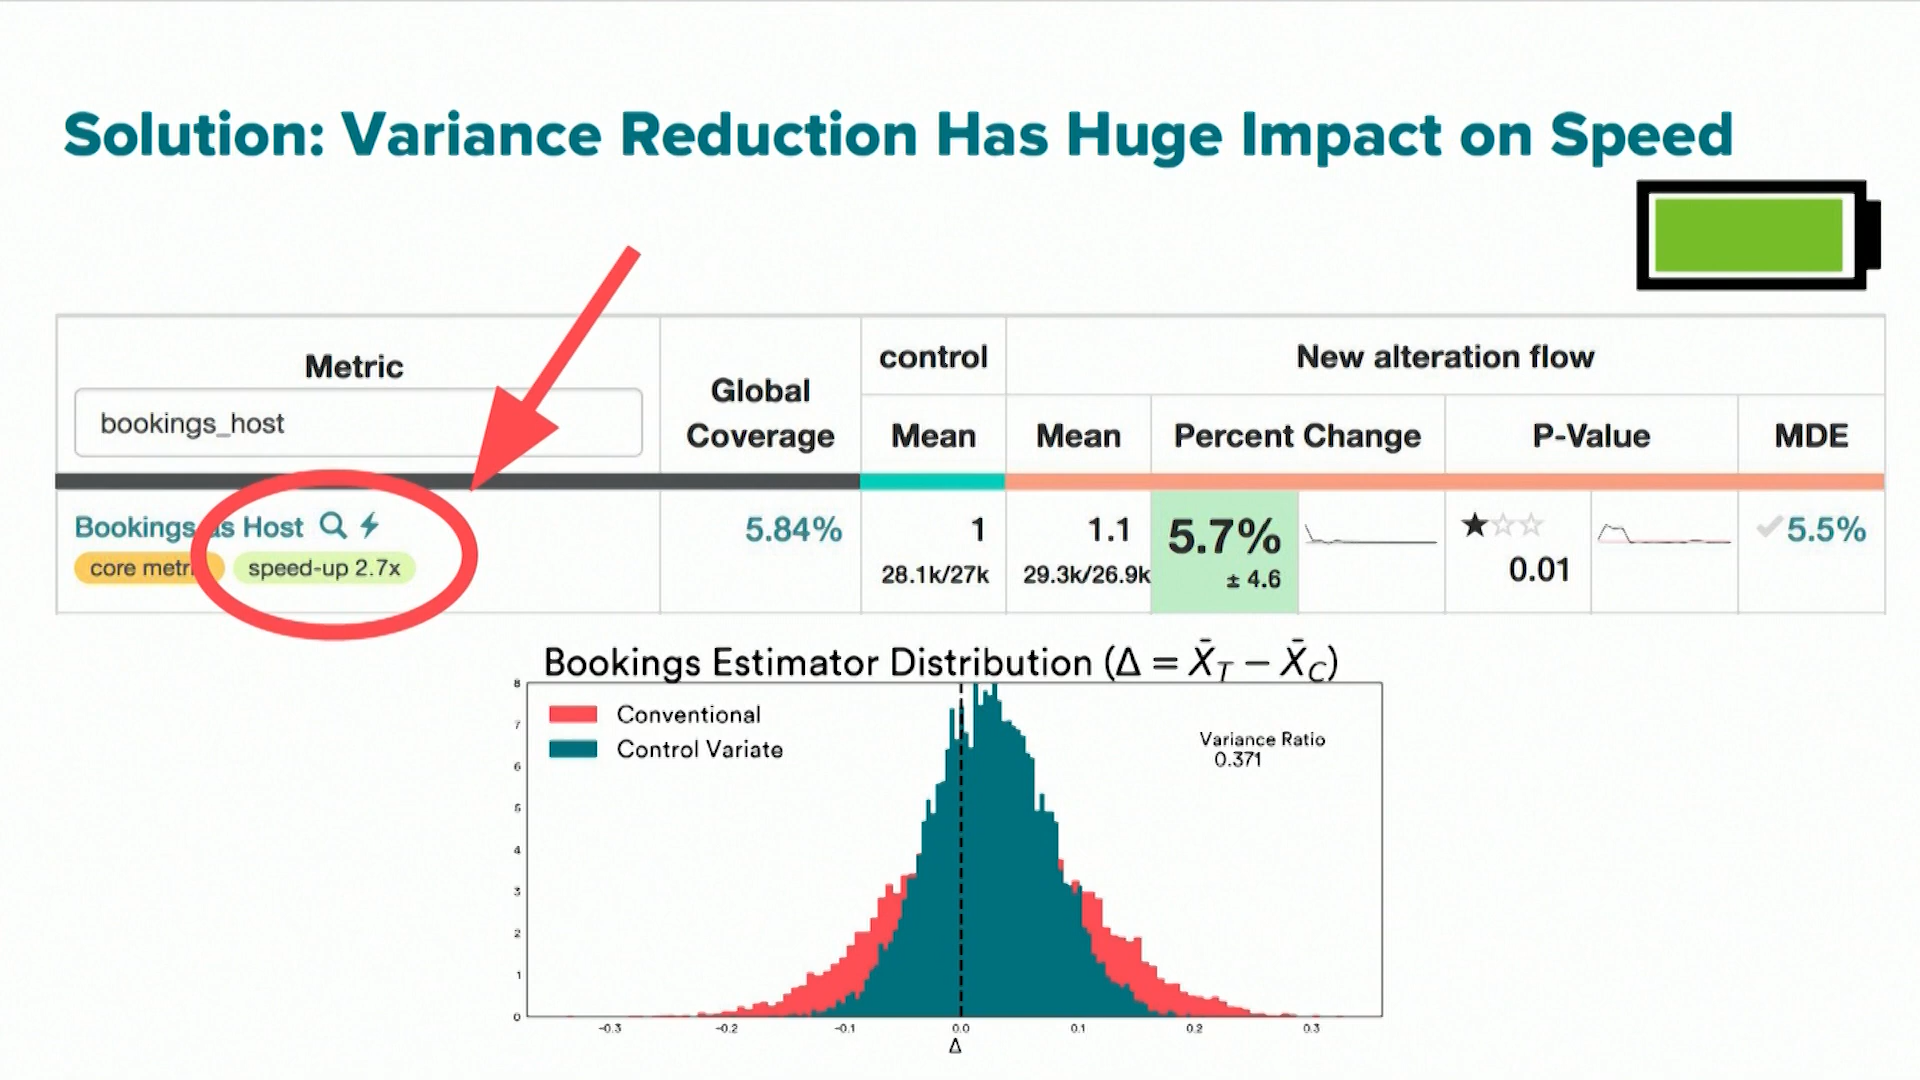 Solution: Variance Reduction Has Huge Impact on Speed
Metric
bookings_host
Global
Coverage
control
New alteration flow
Mean
Mean
Percent Change
P-Value
MDE
Bookings as Host
core metri
speed-up 2.7x
5.84%
1
28.1k/27k
1.1
29.3k/26.9k
5.7%
± 4.6
0.01
5.5%
Bookings Estimator Distribution (Δ = X̄_T − X̄_C)
Conventional
Control Variate
Variance Ratio
0.371
8
7
6
5
4
3
2
1
0
-0.3
-0.2
-0.1
0.0
0.1
0.2
0.3
Δ